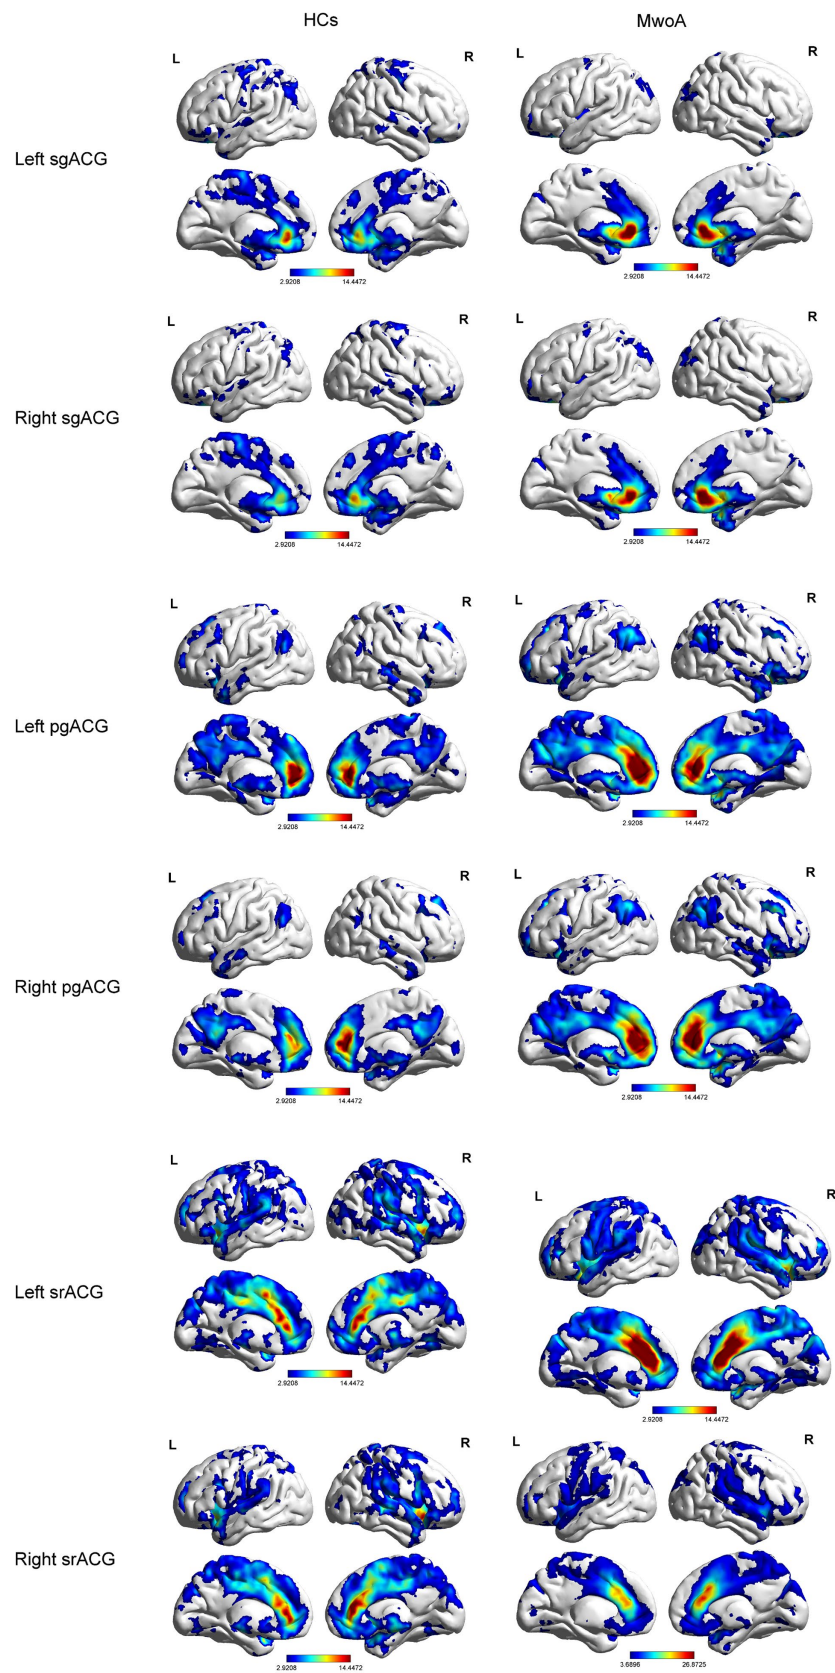 HCs MwoA
L R L R
Left sgACG
2.9208 14.4472 2.9208 14.4472
L R L R
Right sgACG
2.9208 14.4472 2.9208 14.4472
L R L R
Left pgACG
2.9208 14.4472 2.9208 14.4472
L R L R
Right pgACG
2.9208 14.4472 2.9208 14.4472
L R L R
Left srACG
2.9208 14.4472 2.9208 14.4472
L R L R
Right srACG
2.9208 14.4472 3.6896 26.8725